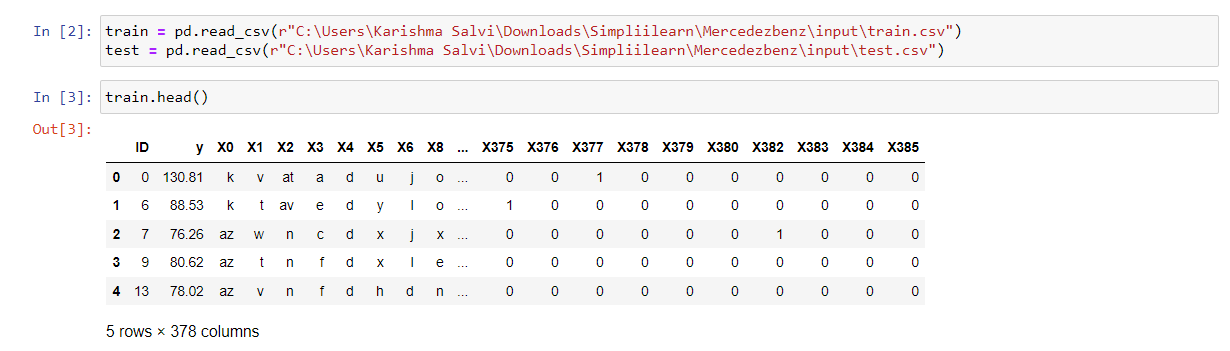 In [2]: train = pd.read_csv(r"C:\Users\Karishma Salvi\Downloads\Simpliilearn\Mercedezbenz\input\train.csv")
test = pd.read_csv(r"C:\Users\Karishma Salvi\Downloads\Simpliilearn\Mercedezbenz\input\test.csv")
In [3]: train.head()
Out[3]:
ID y X0 X1 X2 X3 X4 X5 X6 X8 ... X375 X376 X377 X378 X379 X380 X382 X383 X384 X385
0 0 130.81 k v at a d u j o ... 0 0 1 0 0 0 0 0 0 0
1 6 88.53 k t av e d y l o ... 1 0 0 0 0 0 0 0 0 0
2 7 76.26 az w n c d x j x ... 0 0 0 0 0 0 1 0 0 0
3 9 80.62 az t n f d x l e ... 0 0 0 0 0 0 0 0 0 0
4 13 78.02 az v n f d h d n ... 0 0 0 0 0 0 0 0 0 0
5 rows × 378 columns